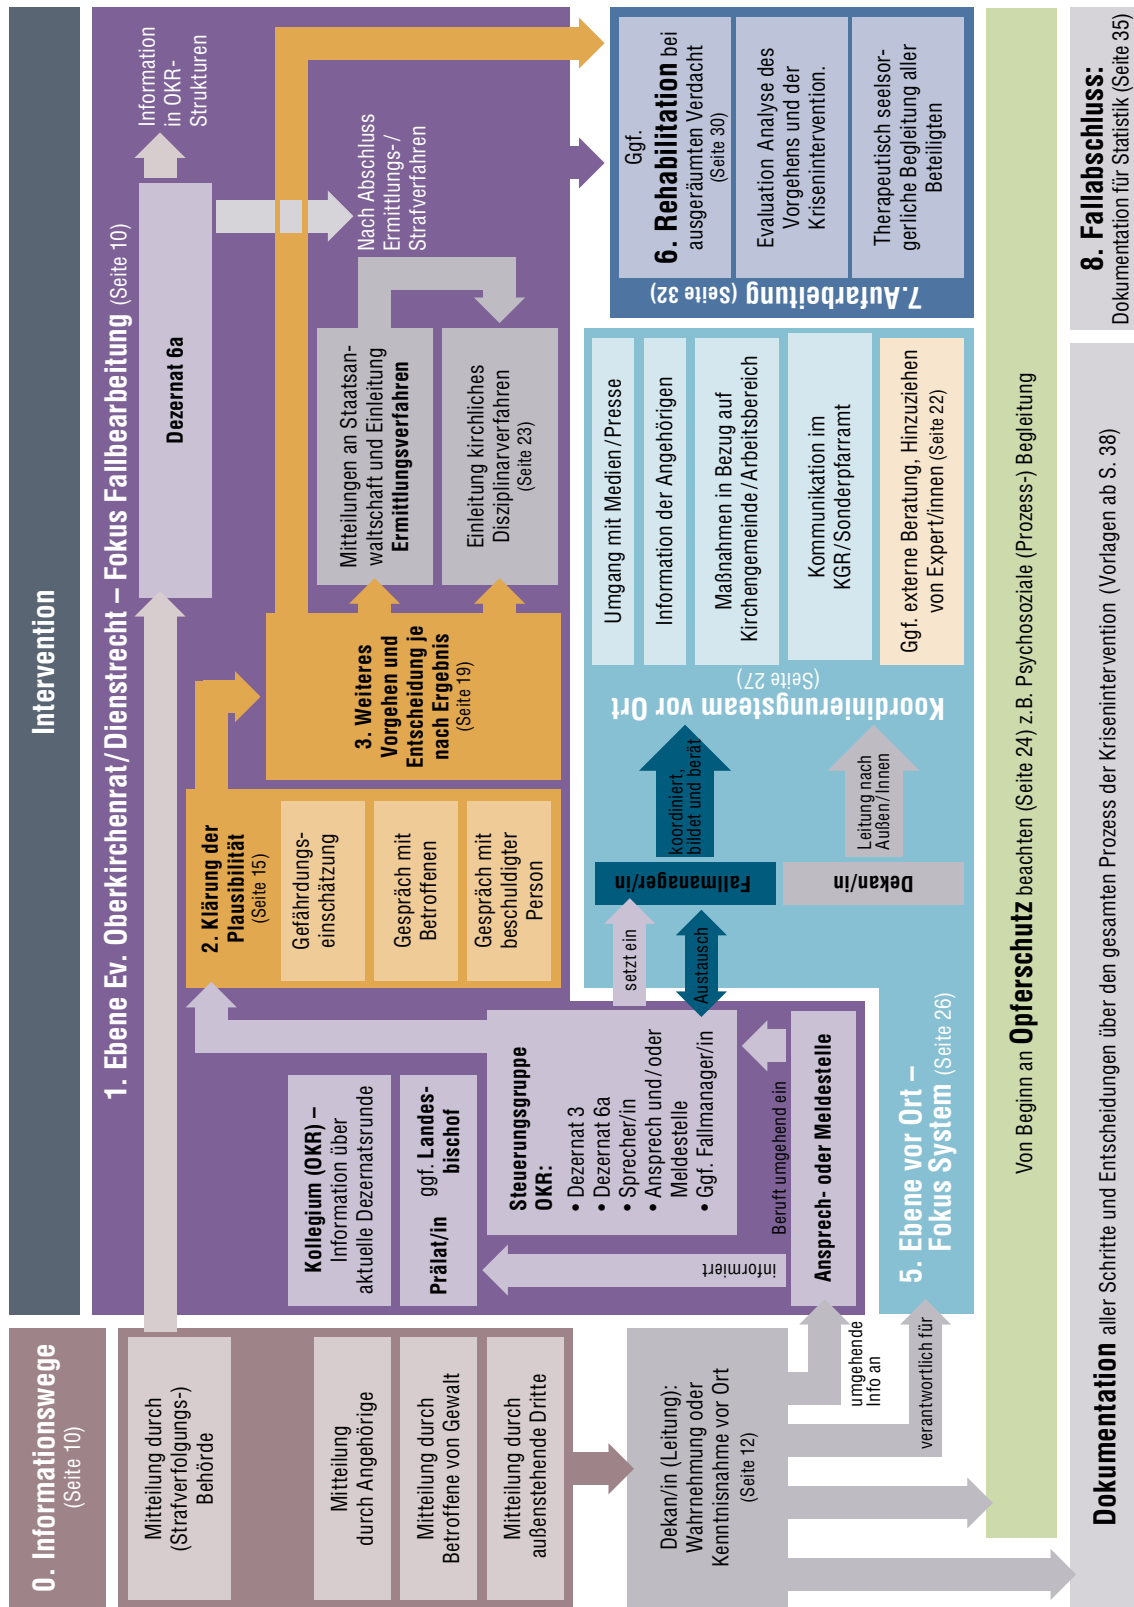 0. Informationswege
(Seite 10)
Mitteilung durch
(Strafverfolgungs-)
Behörde
Mitteilung
durch Angehörige
Mitteilung durch
Betroffene von Gewalt
Mitteilung durch
außenstehende Dritte
Dekan/in (Leitung):
Wahrnehmung oder
Kenntnisnahme vor Ort
(Seite 12)
umgehende
Info an
verantwortlich für
Intervention
1. Ebene Ev. Oberkirchenrat/Dienstrecht – Fokus Fallbearbeitung (Seite 10)
Dezernat 6a
Information
in OKR-
Strukturen
Nach Abschluss
Ermittlungs-/
Strafverfahren
Kollegium (OKR) –
Information über
aktuelle Dezernatsrunde
Prälat/in ggf. Landes-
bischof
informiert
Steuerungsgruppe
OKR:
• Dezernat 3
• Dezernat 6a
• Sprecher/in
• Ansprech und/oder
Meldestelle
• Ggf. Fallmanager/in
Beruft umgehend ein
Ansprech- oder Meldestelle
2. Klärung der
Plausibilität
(Seite 15)
Gefährdungs-
einschätzung
Gespräch mit
Betroffenen
Gespräch mit
beschuldigter
Person
3. Weiteres
Vorgehen und
Entscheidung je
nach Ergebnis
(Seite 19)
Mitteilungen an Staatsan-
waltschaft und Einleitung
Ermittlungsverfahren
Einleitung kirchliches
Disziplinarverfahren
(Seite 23)
setzt ein
Austausch
5. Ebene vor Ort –
Fokus System (Seite 26)
Fallmanager/in
koordiniert,
bildet und berät
Dekan/in
Leitung nach
Außen/Innen
Koordinierungsteam vor Ort
(Seite 27)
Umgang mit Medien/Presse
Information der Angehörigen
Maßnahmen in Bezug auf
Kirchengemeinde/Arbeitsbereich
Kommunikation im
KGR/Sonderpfarramt
Ggf. externe Beratung, Hinzuziehen
von Expert/innen (Seite 22)
7.Aufarbeitung (Seite 32)
Ggf.
6. Rehabilitation bei
ausgeräumten Verdacht
(Seite 30)
Evaluation Analyse des
Vorgehens und der
Krisenintervention.
Therapeutisch seelsor-
gerliche Begleitung aller
Beteiligten
Von Beginn an Opferschutz beachten (Seite 24) z.B. Psychosoziale (Prozess-) Begleitung
Dokumentation aller Schritte und Entscheidungen über den gesamten Prozess der Krisenintervention (Vorlagen ab S. 38)
8. Fallabschluss:
Dokumentation für Statistik (Seite 35)